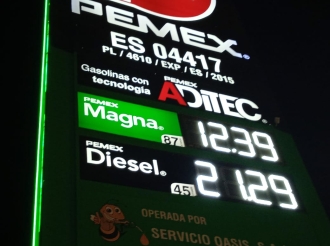 PEMEX®
ES 04417
PL / 4610 / EXP / ES / 2015
Gasolinas con
tecnología
PEMEX
ADITEC®
PEMEX
Magna® 87 12.39
PEMEX
Diesel® 45 21.29
OPERADA POR
SERVICIO OASIS